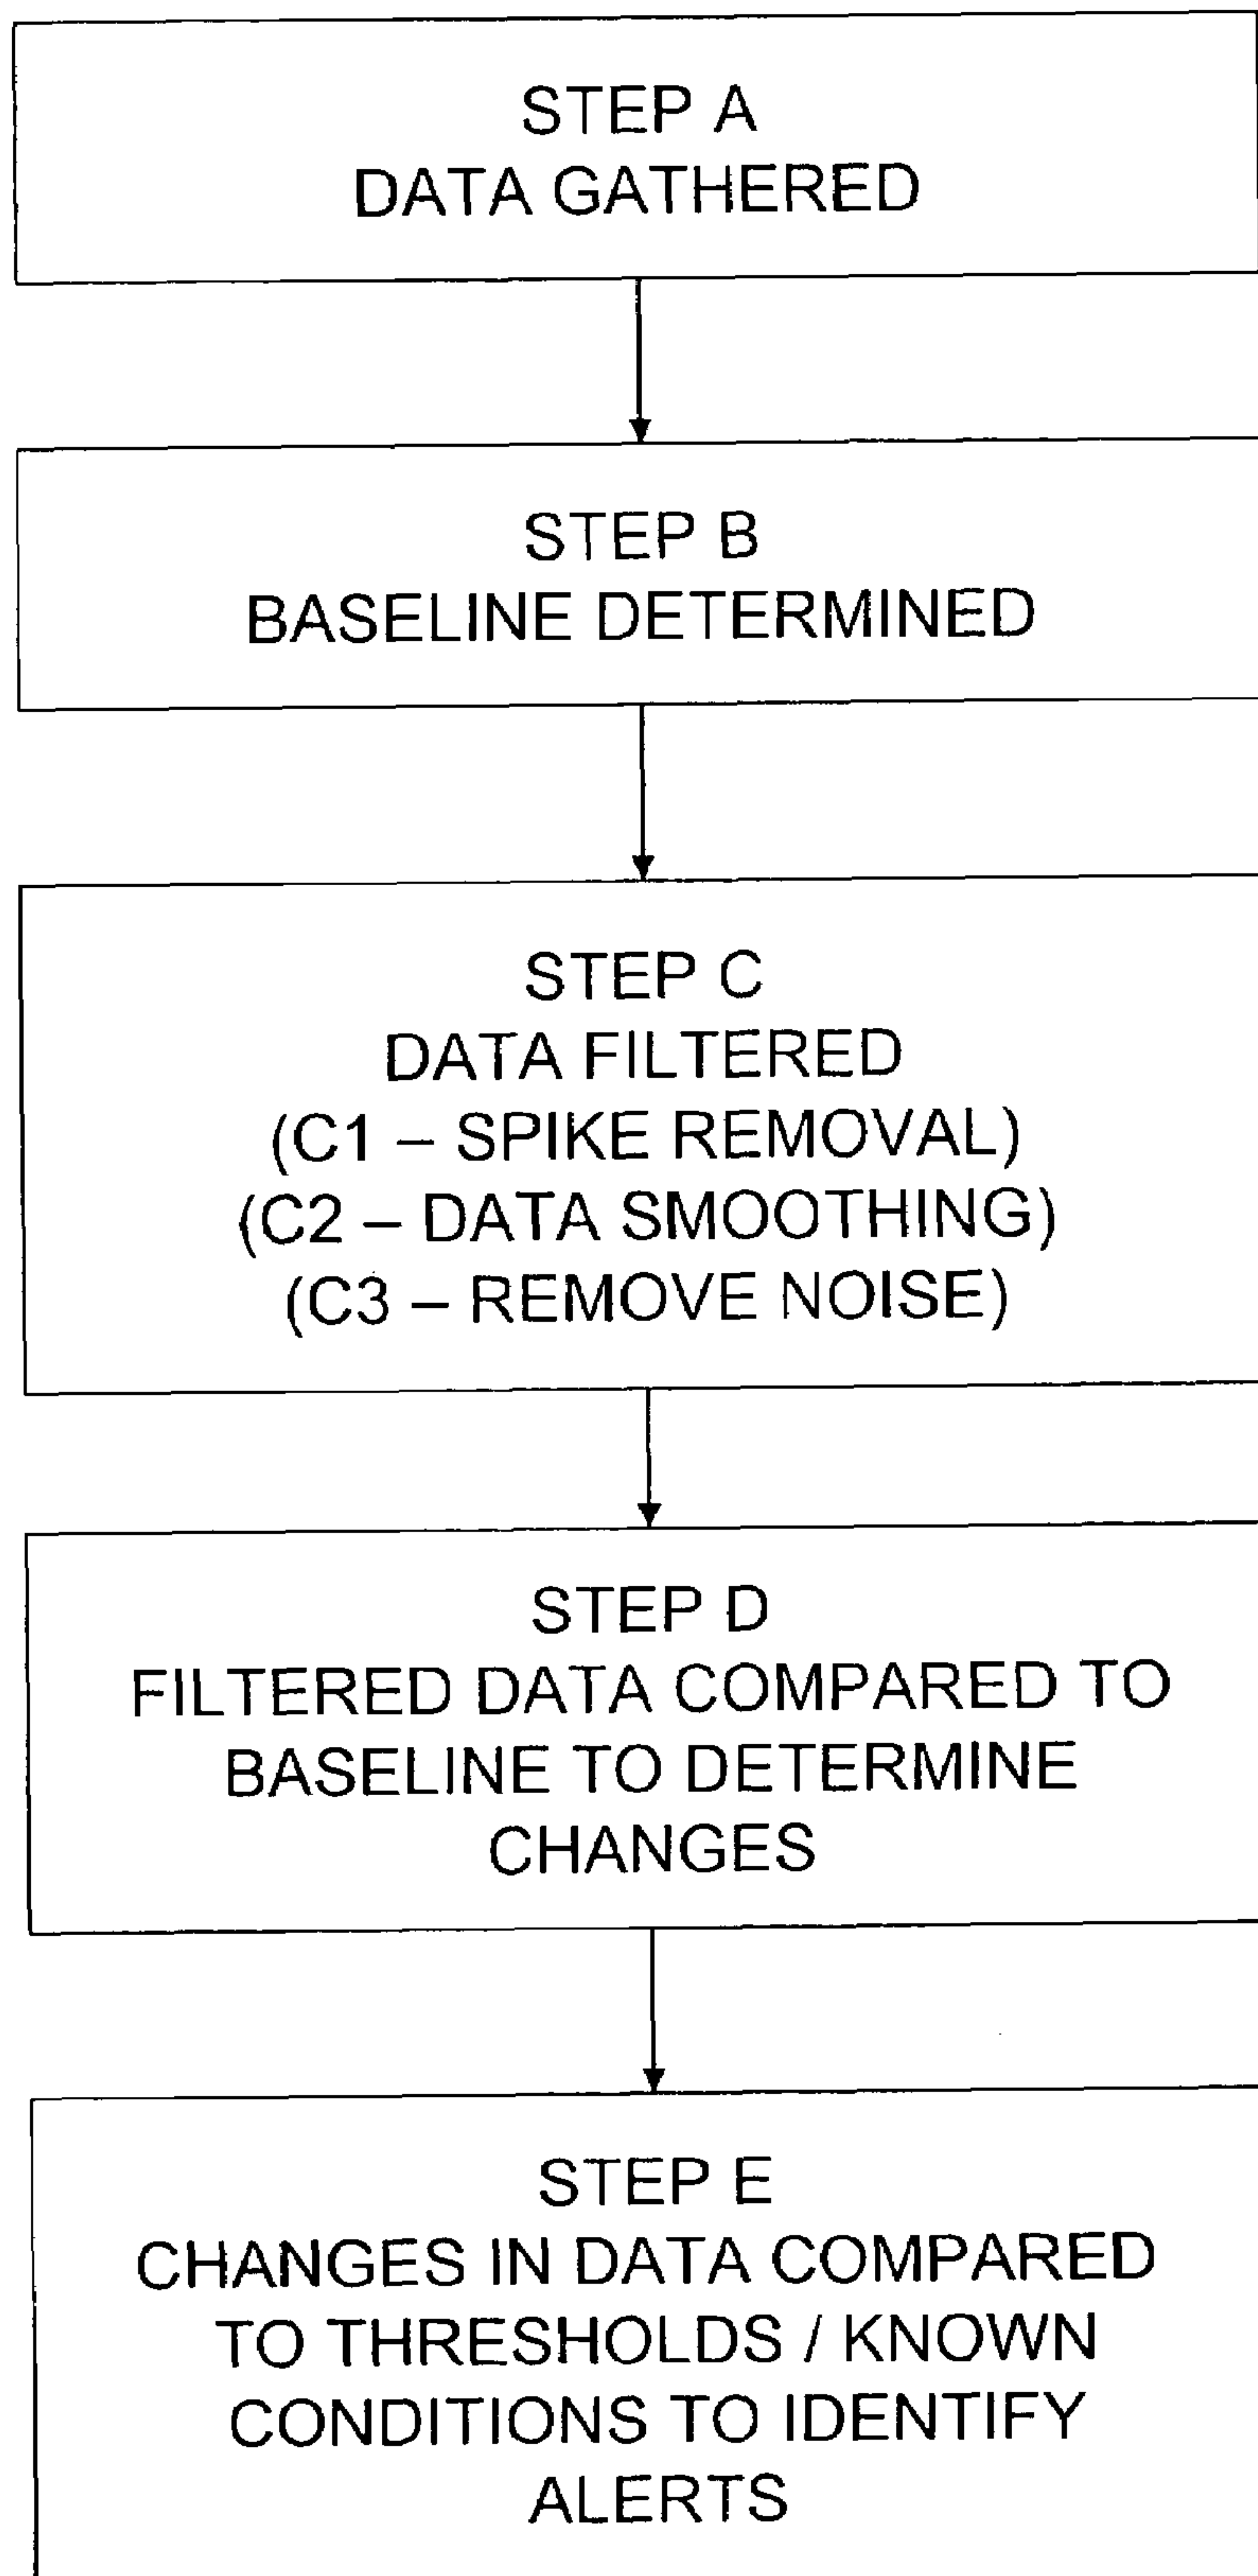 STEP A
DATA GATHERED
STEP B
BASELINE DETERMINED
STEP C
DATA FILTERED
(C1 – SPIKE REMOVAL)
(C2 – DATA SMOOTHING)
(C3 – REMOVE NOISE)
STEP D
FILTERED DATA COMPARED TO
BASELINE TO DETERMINE
CHANGES
STEP E
CHANGES IN DATA COMPARED
TO THRESHOLDS / KNOWN
CONDITIONS TO IDENTIFY
ALERTS